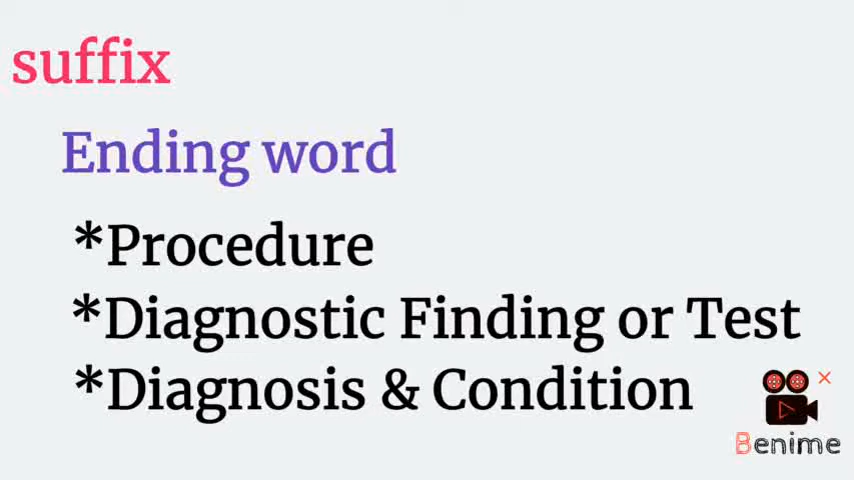 suffix
Ending word
*Procedure
*Diagnostic Finding or Test
*Diagnosis & Condition
Benime